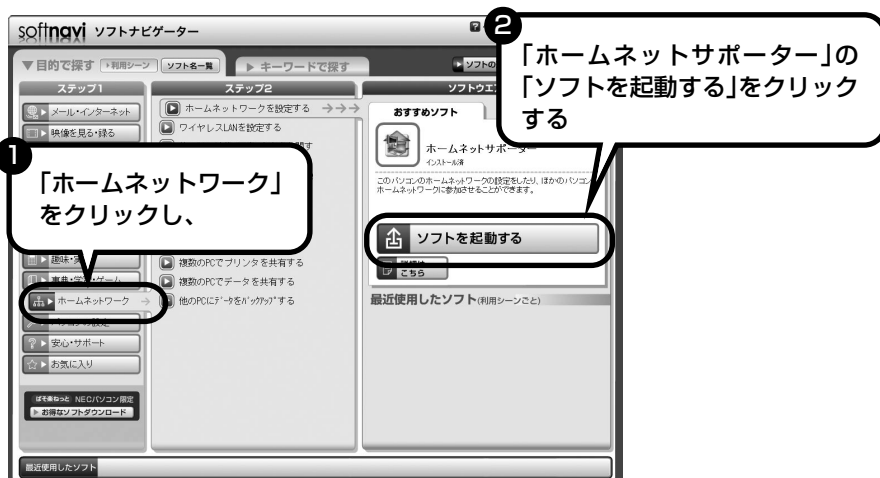 softnavi ソフトナビゲーター
▼目的で探す
▶利用シーン
ソフト名一覧
▶ キーワードで探す
ソフトの
ステップ1
ステップ2
ソフトウエ
メール・インターネット
映像を見る・録る
趣味・実
事典・学習・ゲーム
ホームネットワーク
パソコンの設定
安心・サポート
お気に入り
ぱそ楽ねっと NECパソコン限定
▶ お得なソフトダウンロード
ホームネットワークを設定する
ワイヤレスLANを設定する
複数のPCでプリンタを共有する
複数のPCでデータを共有する
他のPCにデータをバックアップする
おすすめソフト
ホームネットサポーター
インストール済
このパソコンのホームネットワークの設定をしたり、ほかのパソコン
ホームネットワークに参加させることができます。
ソフトを起動する
詳細は
こちら
最近使用したソフト(利用シーンごと)
最近使用したソフト
1
「ホームネットワーク」
をクリックし、
2
「ホームネットサポーター」の
「ソフトを起動する」をクリック
する